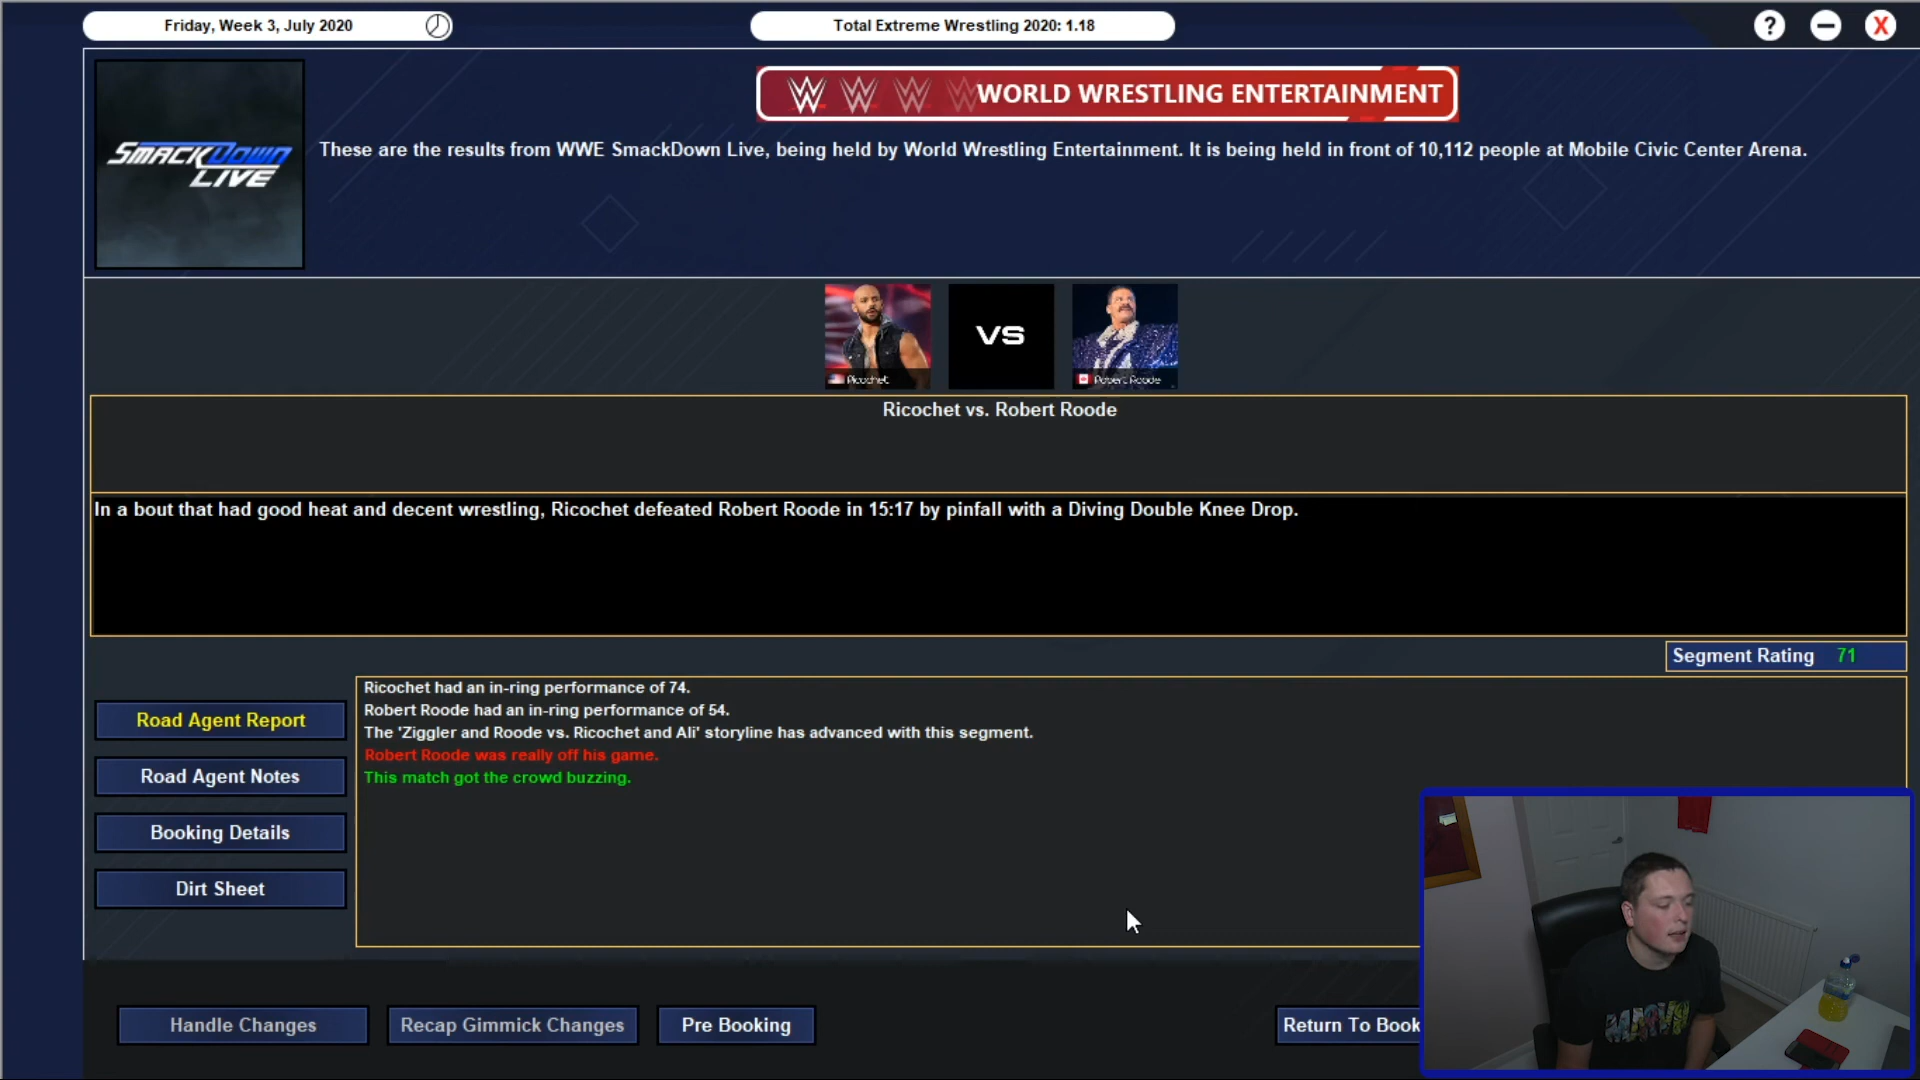 Friday, Week 3, July 2020
Total Extreme Wrestling 2020: 1.18
?
X
WORLD WRESTLING ENTERTAINMENT
SMACKDOWN
LIVE
These are the results from WWE SmackDown Live, being held by World Wrestling Entertainment. It is being held in front of 10,112 people at Mobile Civic Center Arena.
VS
Ricochet
Robert Roode
Ricochet vs. Robert Roode
In a bout that had good heat and decent wrestling, Ricochet defeated Robert Roode in 15:17 by pinfall with a Diving Double Knee Drop.
Segment Rating 71
Road Agent Report
Road Agent Notes
Booking Details
Dirt Sheet
Ricochet had an in-ring performance of 74.
Robert Roode had an in-ring performance of 54.
The 'Ziggler and Roode vs. Ricochet and Ali' storyline has advanced with this segment.
Robert Roode was really off his game.
This match got the crowd buzzing.
Handle Changes
Recap Gimmick Changes
Pre Booking
Return To Book